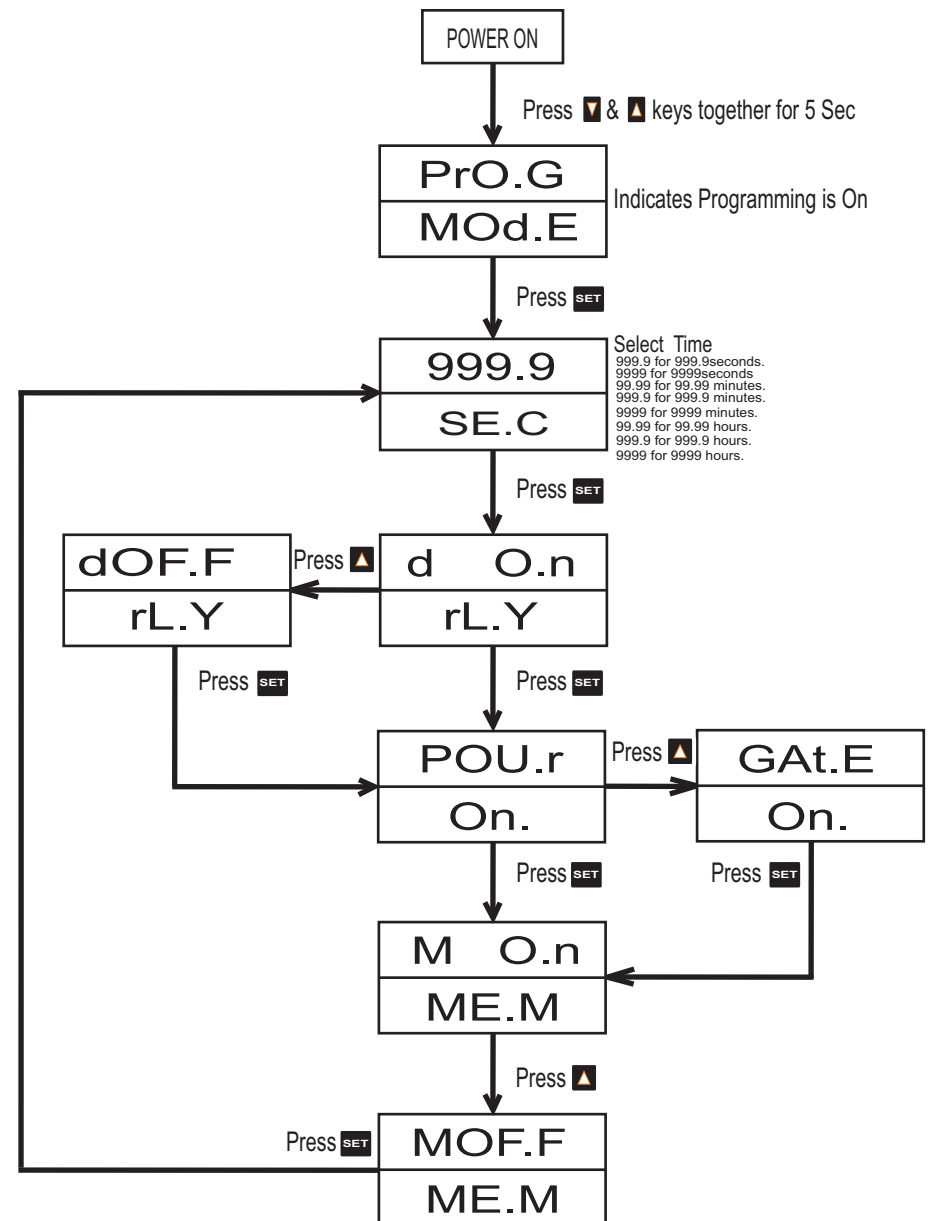 POWER ON
Press ▼ & ▲ keys together for 5 Sec
PrO.G
MOd.E
Indicates Programming is On
Press SET
999.9
SE.C
Select Time
999.9 for 999.9seconds.
9999 for 9999seconds
99.99 for 99.99 minutes.
999.9 for 999.9 minutes.
9999 for 9999 minutes.
99.99 for 99.99 hours.
999.9 for 999.9 hours.
9999 for 9999 hours.
Press SET
dOF.F
rL.Y
Press ▲
d O.n
rL.Y
Press SET
Press SET
POU.r
On.
Press ▲
GAt.E
On.
Press SET
Press SET
M O.n
ME.M
Press ▲
Press SET
MOF.F
ME.M